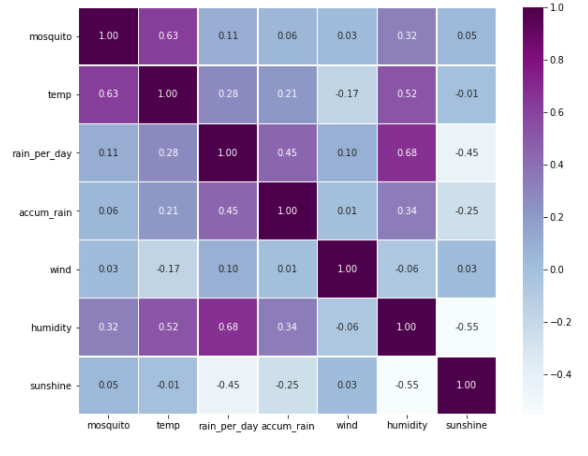 mosquito 1.00 0.63 0.11 0.06 0.03 0.32 0.05
temp 0.63 1.00 0.28 0.21 -0.17 0.52 -0.01
rain_per_day 0.11 0.28 1.00 0.45 0.10 0.68 -0.45
accum_rain 0.06 0.21 0.45 1.00 0.01 0.34 -0.25
wind 0.03 -0.17 0.10 0.01 1.00 -0.06 0.03
humidity 0.32 0.52 0.68 0.34 -0.06 1.00 -0.55
sunshine 0.05 -0.01 -0.45 -0.25 0.03 -0.55 1.00
mosquito temp rain_per_day accum_rain wind humidity sunshine
1.0
0.8
0.6
0.4
0.2
0.0
−0.2
−0.4